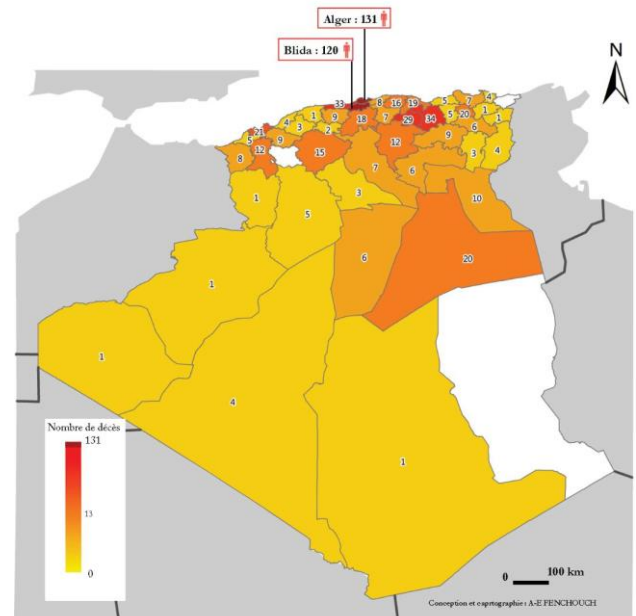 Alger : 131
Blida : 120
N
33 8 16 19 5 7 4
21 4 3 1 9 18 7 29 34 5 20 1 1
5 9 2 9 6
8 12 15 12 3 4
7 6
1 5 3 10
6 20
1
1
4
1
Nombre de décès
131
13
0
0 100 km
Conception et cartographie : A-E FENCHOUCH